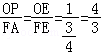 OP/FA = OE/FE = 1/(3/4) = 4/3